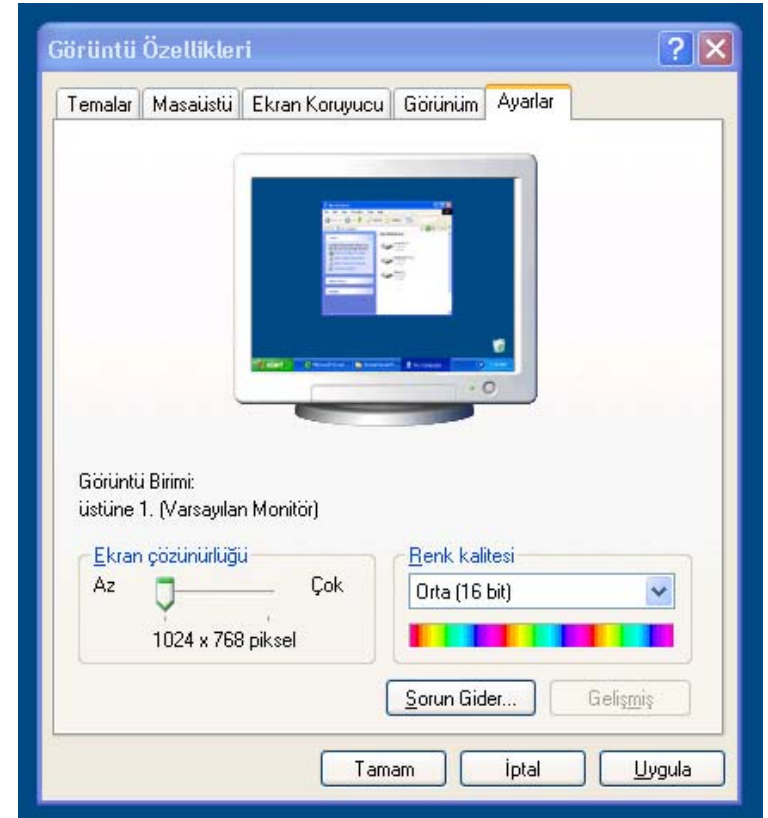 Görüntü Özellikleri
Temalar Masaüstü Ekran Koruyucu Görünüm Ayarlar
start
Görüntü Birimi:
üstüne 1. (Varsayılan Monitör)
Ekran çözünürlüğü
Az Çok
1024 x 768 piksel
Renk kalitesi
Orta (16 bit)
Sorun Gider... Gelişmiş
Tamam İptal Uygula